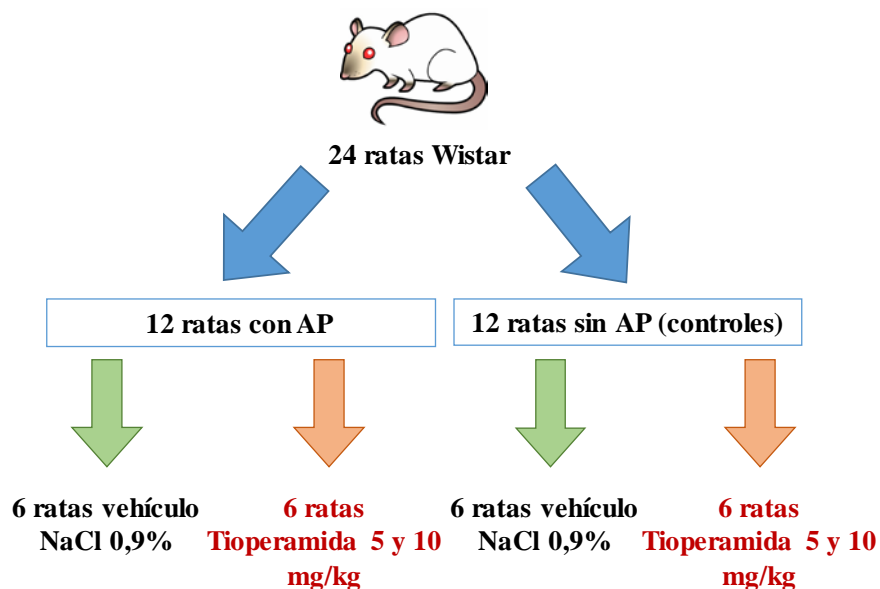 24 ratas Wistar
12 ratas con AP
12 ratas sin AP (controles)
6 ratas vehículo
NaCl 0,9%
6 ratas
Tioperamida 5 y 10
mg/kg
6 ratas vehículo
NaCl 0,9%
6 ratas
Tioperamida 5 y 10
mg/kg